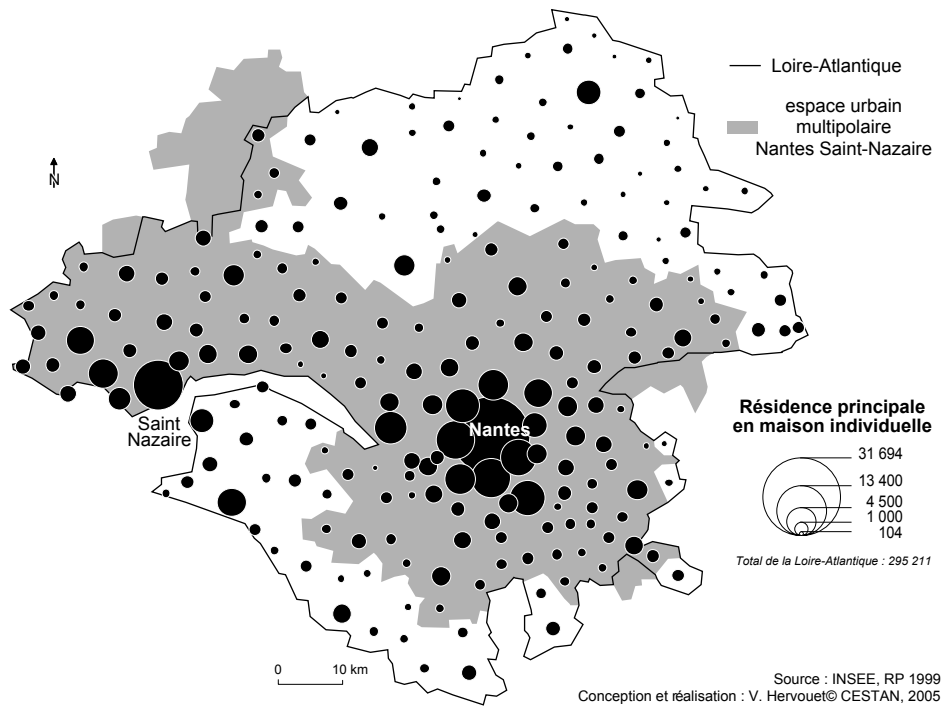 Loire-Atlantique
espace urbain
multipolaire
Nantes Saint-Nazaire
N
Saint
Nazaire
Nantes
Résidence principale
en maison individuelle
31 694
13 400
4 500
1 000
104
Total de la Loire-Atlantique : 295 211
0 10 km
Source : INSEE, RP 1999
Conception et réalisation : V. Hervouet© CESTAN, 2005